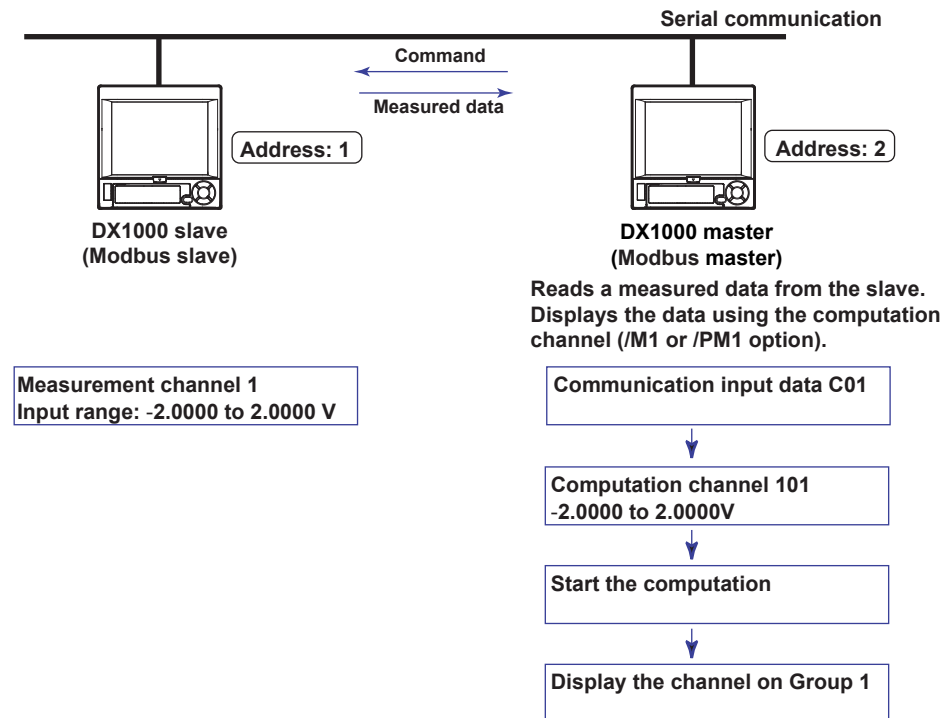 Serial communication
Command
Measured data
Address: 1
Address: 2
DX1000 slave
(Modbus slave)
DX1000 master
(Modbus master)
Reads a measured data from the slave.
Displays the data using the computation
channel (/M1 or /PM1 option).
Measurement channel 1
Input range: -2.0000 to 2.0000 V
Communication input data C01
Computation channel 101
-2.0000 to 2.0000V
Start the computation
Display the channel on Group 1